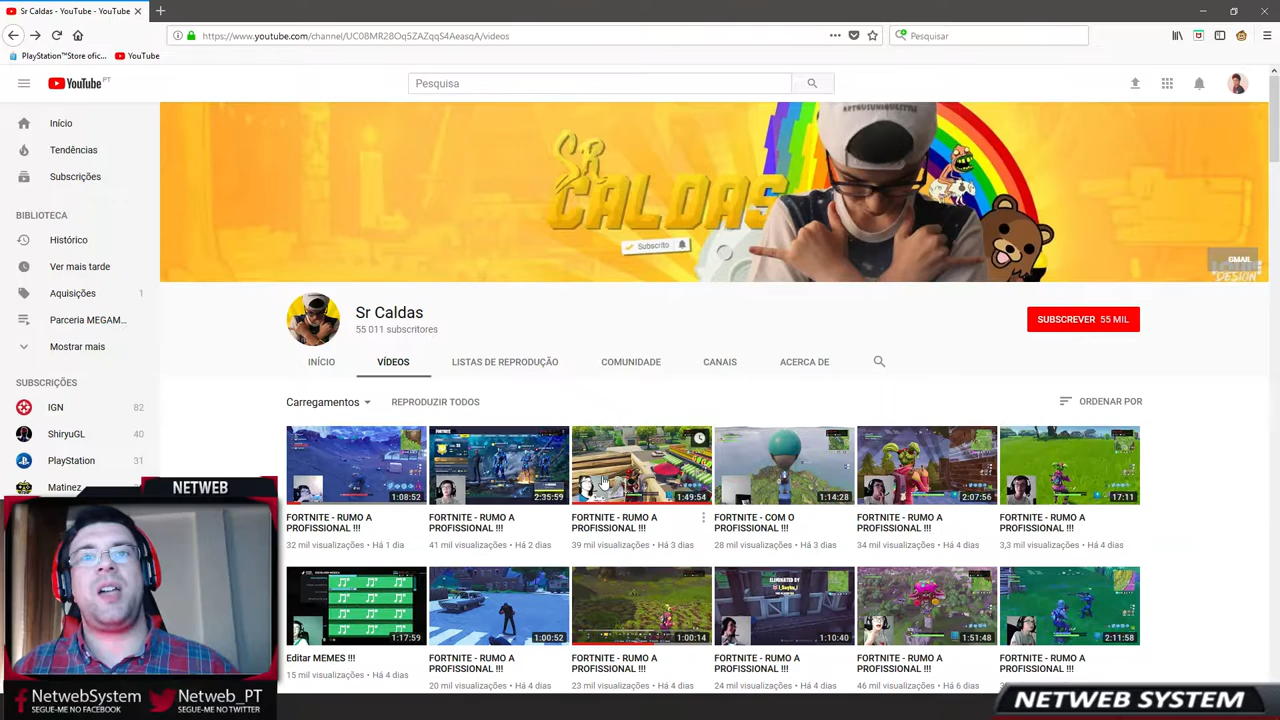 Sr Caldas - YouTube - YouTube
https://www.youtube.com/channel/UC08MR28Oq5ZAZqqS4AeasqA/videos
Pesquisar
PlayStation™Store ofic...
YouTube
YouTube PT
Pesquisa
Início
Tendências
Subscrições
BIBLIOTECA
Histórico
Ver mais tarde
Aquisições 1
Parceria MEGAM...
Mostrar mais
SUBSCRIÇÕES
IGN 82
ShiryuGL 40
PlayStation 31
Matinez
SR
CALDAS
Subscrito
GMAIL
DESIGN
Sr Caldas
55 011 subscritores
SUBSCREVER 55 MIL
INÍCIO
VÍDEOS
LISTAS DE REPRODUÇÃO
COMUNIDADE
CANAIS
ACERCA DE
Carregamentos
REPRODUZIR TODOS
ORDENAR POR
1:08:52
2:35:59
1:49:54
1:14:28
2:07:56
17:11
FORTNITE - RUMO A
PROFISSIONAL !!!
32 mil visualizações • Há 1 dia
FORTNITE - RUMO A
PROFISSIONAL !!!
41 mil visualizações • Há 2 dias
FORTNITE - RUMO A
PROFISSIONAL !!!
39 mil visualizações • Há 3 dias
FORTNITE - COM O
PROFISSIONAL !!!
28 mil visualizações • Há 3 dias
FORTNITE - RUMO A
PROFISSIONAL !!!
34 mil visualizações • Há 4 dias
FORTNITE - RUMO A
PROFISSIONAL !!!
3,3 mil visualizações • Há 4 dias
1:17:59
1:00:52
1:00:14
ELIMINATED BY
1:10:40
1:51:48
2:11:58
Editar MEMES !!!
15 mil visualizações • Há 4 dias
FORTNITE - RUMO A
PROFISSIONAL !!!
20 mil visualizações • Há 4 dias
FORTNITE - RUMO A
PROFISSIONAL !!!
23 mil visualizações • Há 4 dias
FORTNITE - RUMO A
PROFISSIONAL !!!
24 mil visualizações • Há 4 dias
FORTNITE - RUMO A
PROFISSIONAL !!!
46 mil visualizações • Há 6 dias
FORTNITE - RUMO A
PROFISSIONAL !!!
NETWEB
NetwebSystem
SEGUE-ME NO FACEBOOK
Netweb_PT
SEGUE-ME NO TWITTER
NETWEB SYSTEM